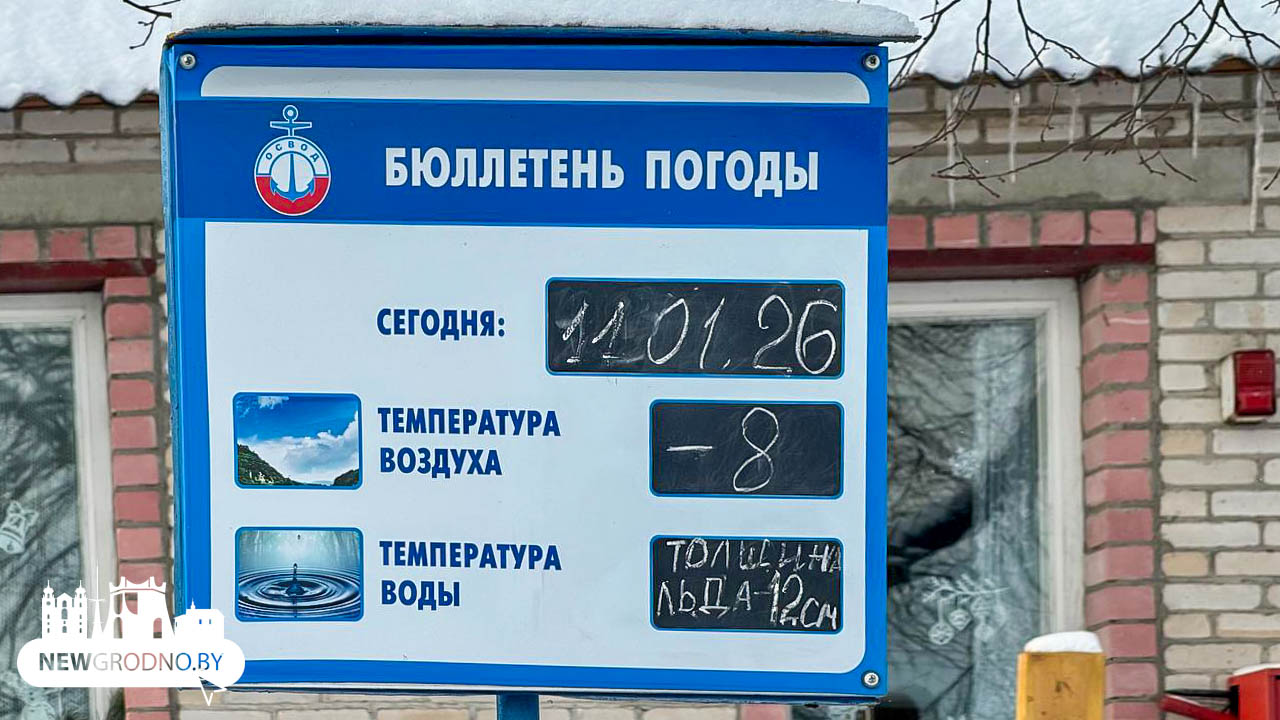 ОСВОД
БЮЛЛЕТЕНЬ ПОГОДЫ
СЕГОДНЯ:
11.01.26
ТЕМПЕРАТУРА
ВОЗДУХА
-8
ТЕМПЕРАТУРА
ВОДЫ
ТОЛЩИНА
ЛЬДА-12см
NEWGRODNO.BY